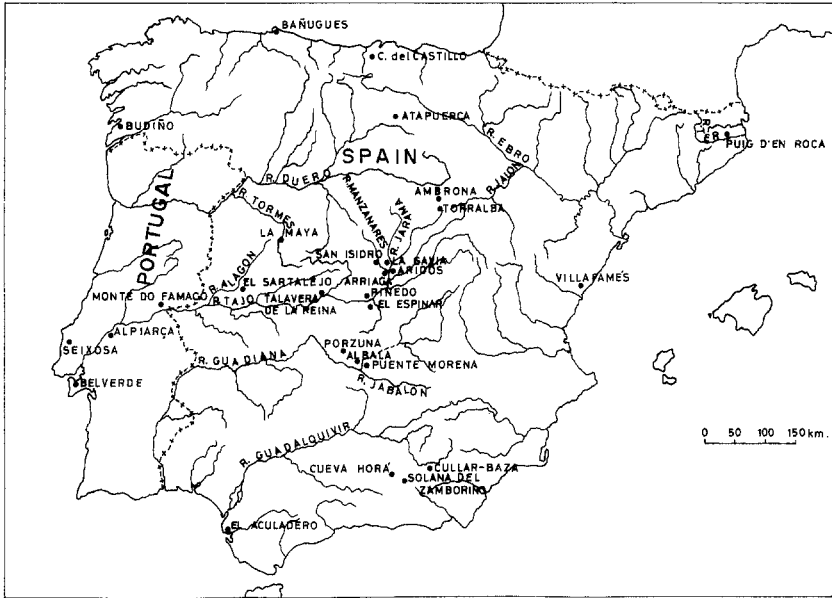 BAÑUGUES
C. del CASTILLO
ATAPUERCA
BUDIÑO
R. EBRO
R. TER
PUIG D'EN ROCA
SPAIN
R. DUERO
R. JALON
PORTUGAL
R. TORMES
R. MANZANARES
R. JARAMA
AMBRONA
TORRALBA
LA MAYA
SAN ISIDRO
LA GAVIA
ARIDOS
ARRIAGA
R. ALAGON
EL SARTALEJO
VILLAFAMES
MONTE DO FAMACO
R. TAJO
TALAVERA
DE LA REINA
PINEDO
EL ESPINAR
ALPIARÇA
SEIXOSA
BELVERDE
R. GUADIANA
PORZUNA
ALBALA
PUENTE MORENA
R. JABALON
R. GUADALQUIVIR
0 50 100 150 km.
CUEVA HORA
CULLAR-BAZA
SOLANA DEL
ZAMBORINO
EL ACULADERO